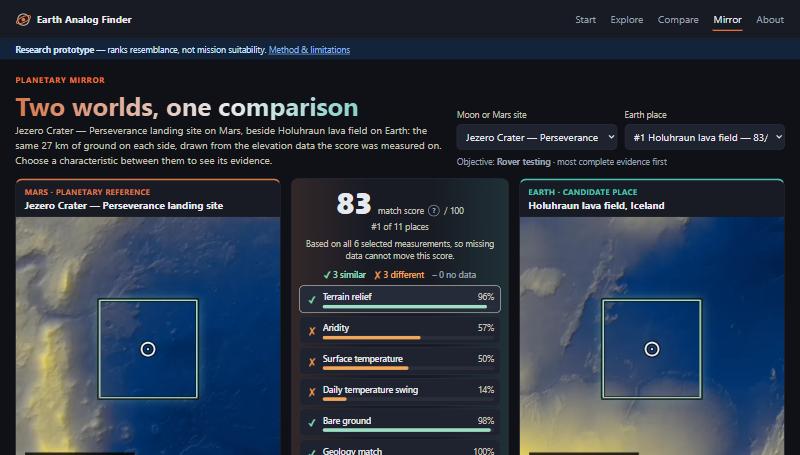 Earth Analog Finder
Start Explore Compare Mirror About
Research prototype — ranks resemblance, not mission suitability. Method & limitations
PLANETARY MIRROR
Two worlds, one comparison
Jezero Crater — Perseverance landing site on Mars, beside Holuhraun lava field on Earth: the
same 27 km of ground on each side, drawn from the elevation data the score was measured on.
Choose a characteristic between them to see its evidence.
Moon or Mars site
Jezero Crater — Perseverance
Earth place
#1 Holuhraun lava field — 83/
Objective: Rover testing · most complete evidence first
MARS · PLANETARY REFERENCE
Jezero Crater — Perseverance landing site
83 match score ? / 100
#1 of 11 places
Based on all 6 selected measurements, so missing
data cannot move this score.
✓ 3 similar ✗ 3 different – 0 no data
✓ Terrain relief 96%
✗ Aridity 57%
✗ Surface temperature 50%
✗ Daily temperature swing 14%
✓ Bare ground 98%
✓ Geology match 100%
EARTH · CANDIDATE PLACE
Holuhraun lava field, Iceland